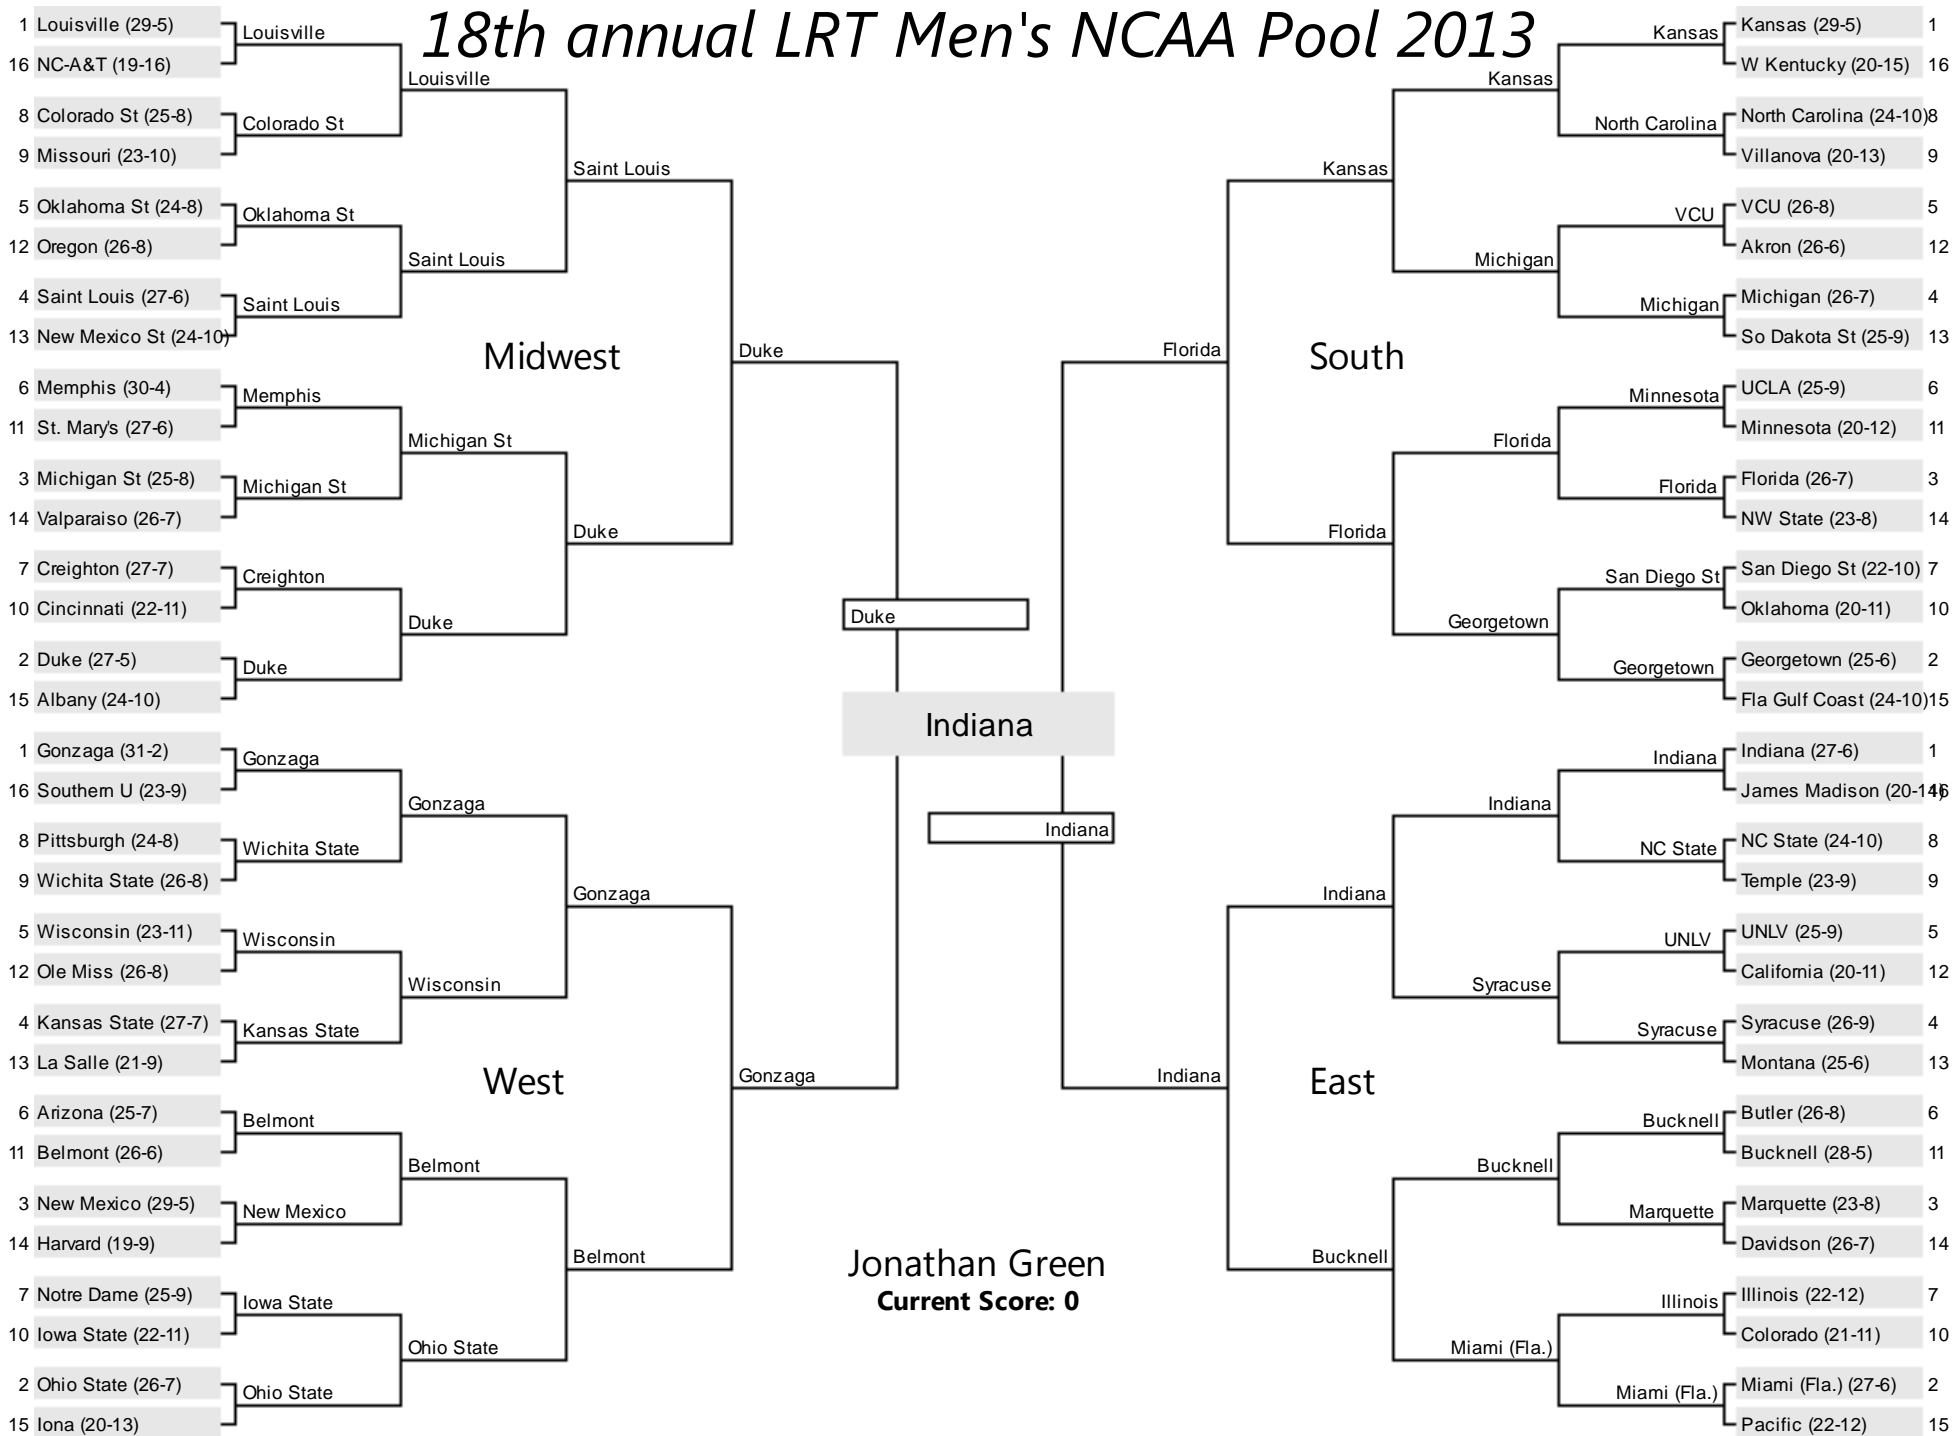 18th annual LRT Men's NCAA Pool 2013
1 Louisville (29-5)
16 NC-A&T (19-16)
8 Colorado St (25-8)
9 Missouri (23-10)
5 Oklahoma St (24-8)
12 Oregon (26-8)
4 Saint Louis (27-6)
13 New Mexico St (24-10)
6 Memphis (30-4)
11 St. Mary's (27-6)
3 Michigan St (25-8)
14 Valparaiso (26-7)
7 Creighton (27-7)
10 Cincinnati (22-11)
2 Duke (27-5)
15 Albany (24-10)
1 Gonzaga (31-2)
16 Southern U (23-9)
8 Pittsburgh (24-8)
9 Wichita State (26-8)
5 Wisconsin (23-11)
12 Ole Miss (26-8)
4 Kansas State (27-7)
13 La Salle (21-9)
6 Arizona (25-7)
11 Belmont (26-6)
3 New Mexico (29-5)
14 Harvard (19-9)
7 Notre Dame (25-9)
10 Iowa State (22-11)
2 Ohio State (26-7)
15 Iona (20-13)
Louisville
Colorado St
Oklahoma St
Saint Louis
Memphis
Michigan St
Creighton
Duke
Gonzaga
Wichita State
Wisconsin
Kansas State
Belmont
New Mexico
Iowa State
Ohio State
Louisville
Saint Louis
Michigan St
Duke
Gonzaga
Wisconsin
Belmont
Ohio State
Saint Louis
Duke
Gonzaga
Belmont
Midwest
West
Duke
Gonzaga
Duke
Indiana
Indiana
Jonathan Green
Current Score: 0
Florida
Indiana
South
East
Kansas
Florida
Indiana
Bucknell
Kansas
Michigan
Florida
Georgetown
Indiana
Syracuse
Bucknell
Miami (Fla.)
Kansas
North Carolina
VCU
Michigan
Minnesota
Florida
San Diego St
Georgetown
Indiana
NC State
UNLV
Syracuse
Bucknell
Marquette
Illinois
Miami (Fla.)
Kansas (29-5) 1
W Kentucky (20-15) 16
North Carolina (24-10) 8
Villanova (20-13) 9
VCU (26-8) 5
Akron (26-6) 12
Michigan (26-7) 4
So Dakota St (25-9) 13
UCLA (25-9) 6
Minnesota (20-12) 11
Florida (26-7) 3
NW State (23-8) 14
San Diego St (22-10) 7
Oklahoma (20-11) 10
Georgetown (25-6) 2
Fla Gulf Coast (24-10) 15
Indiana (27-6) 1
James Madison (20-14) 16
NC State (24-10) 8
Temple (23-9) 9
UNLV (25-9) 5
California (20-11) 12
Syracuse (26-9) 4
Montana (25-6) 13
Butler (26-8) 6
Bucknell (28-5) 11
Marquette (23-8) 3
Davidson (26-7) 14
Illinois (22-12) 7
Colorado (21-11) 10
Miami (Fla.) (27-6) 2
Pacific (22-12) 15